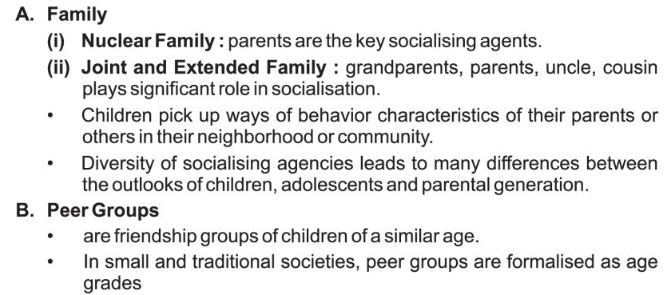 A. Family
(i) Nuclear Family : parents are the key socialising agents.
(ii) Joint and Extended Family : grandparents, parents, uncle, cousin
plays significant role in socialisation.
• Children pick up ways of behavior characteristics of their parents or
others in their neighborhood or community.
• Diversity of socialising agencies leads to many differences between
the outlooks of children, adolescents and parental generation.
B. Peer Groups
• are friendship groups of children of a similar age.
• In small and traditional societies, peer groups are formalised as age
grades